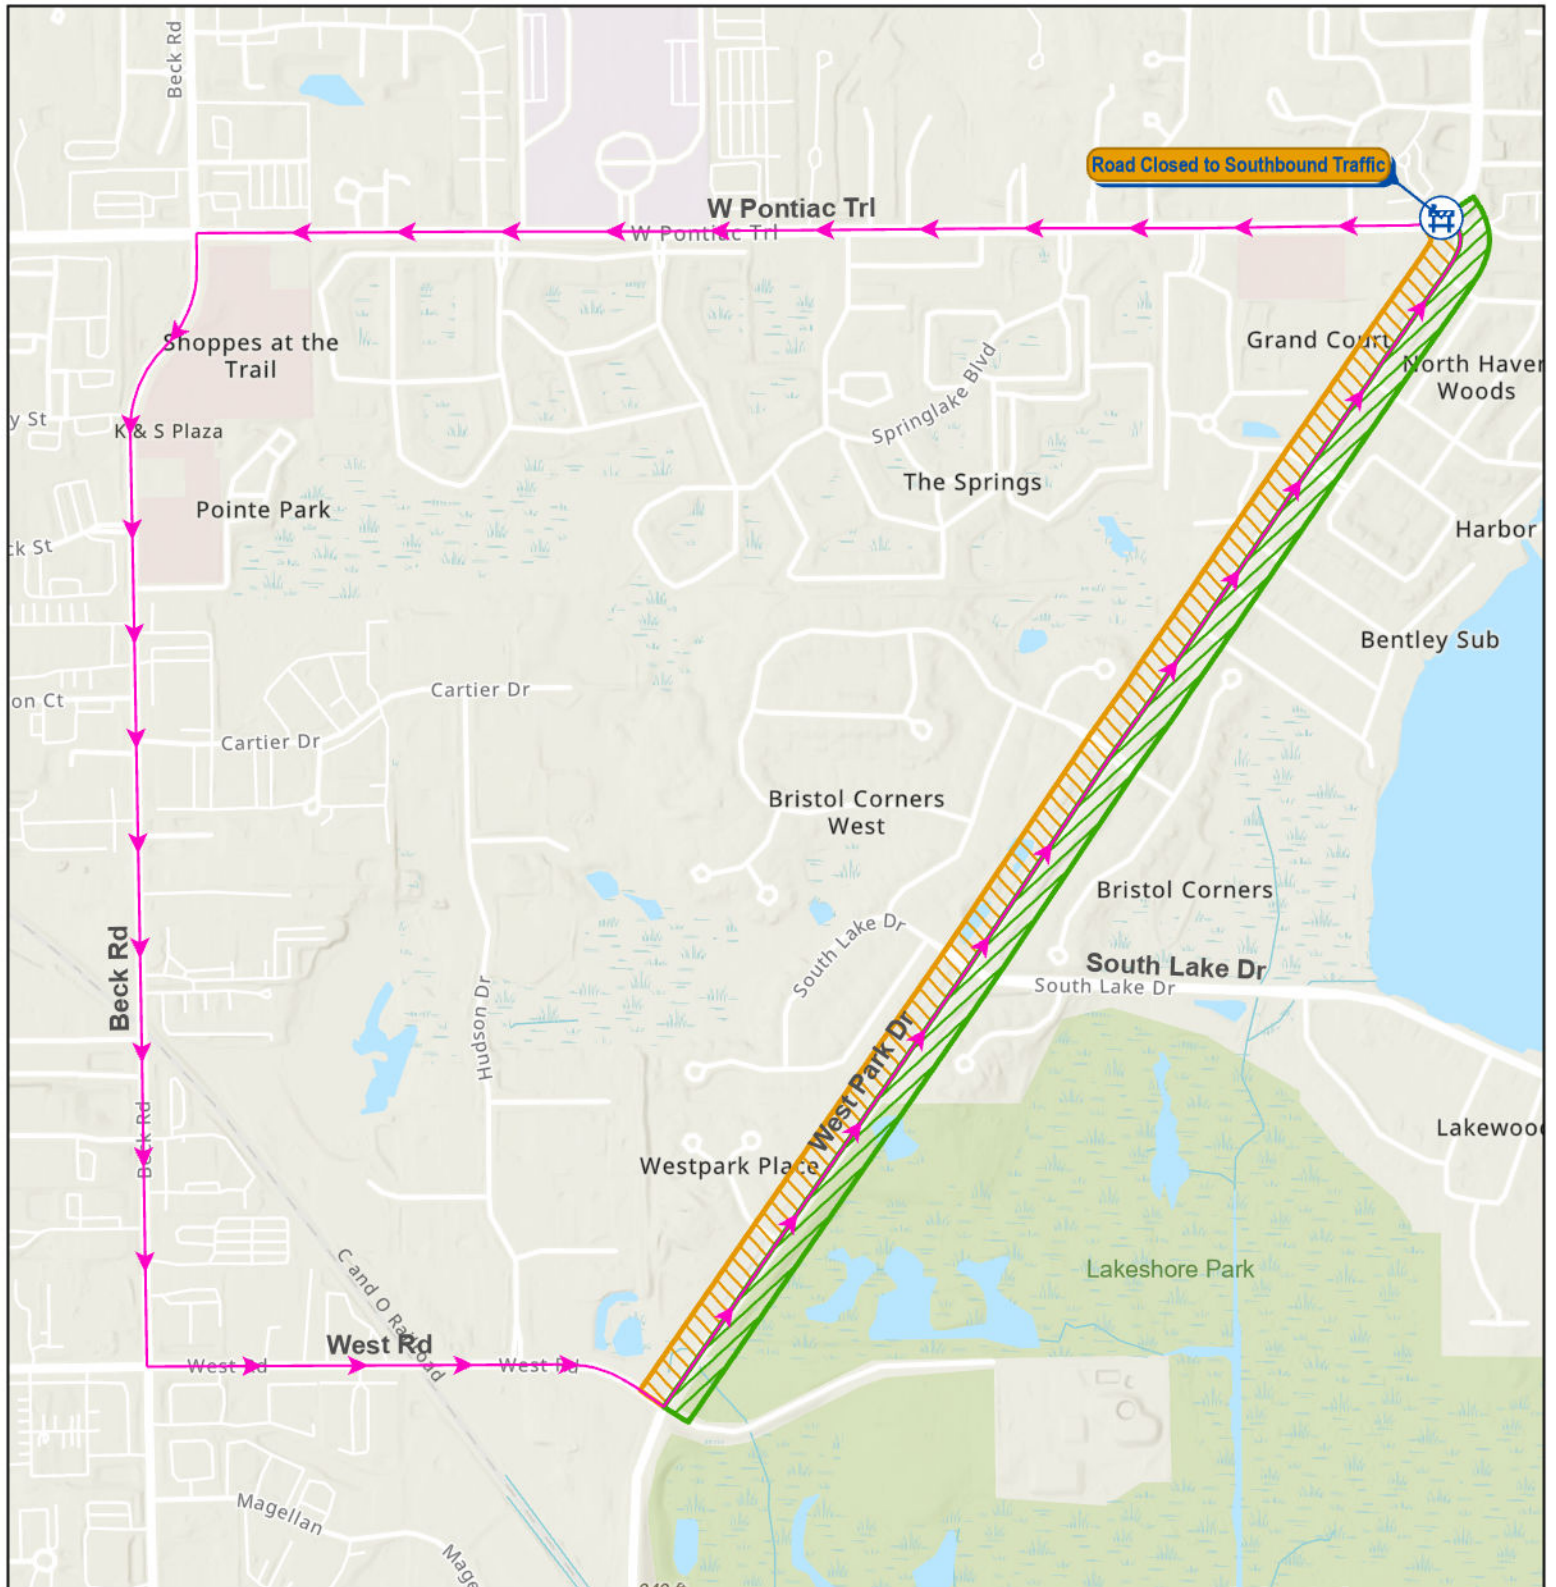 Beck Rd
Road Closed to Southbound Traffic
W Pontiac Trl
W Pontiac Trl
Shoppes at the
Trail
Grand Court
North Haven
Woods
y St
K & S Plaza
Springlake Blvd
The Springs
Pointe Park
Harbor
ck St
Bentley Sub
Cartier Dr
on Ct
Cartier Dr
Bristol Corners
West
Bristol Corners
South Lake Dr
South Lake Dr
South Lake Dr
Beck Rd
Hudson Dr
West Park Dr
Beck Rd
Lakewood
Westpark Place
Lakeshore Park
C and O Railroad
West Rd
West Rd
West Rd
Magellan
Mage